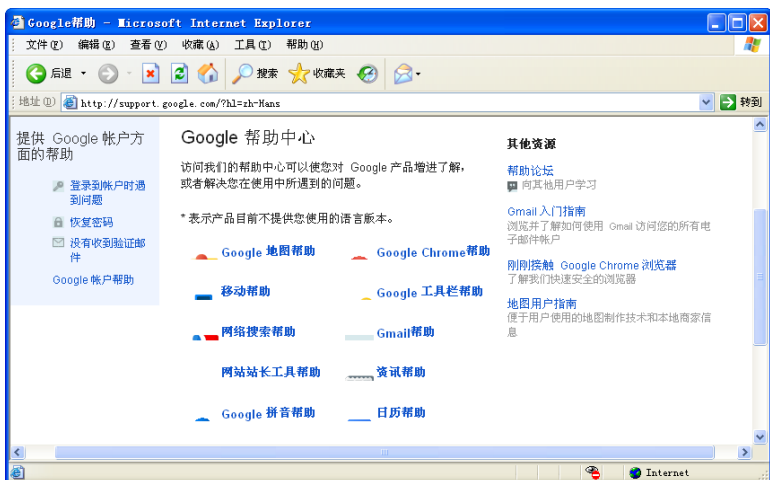 Google帮助 - Microsoft Internet Explorer
文件(F) 编辑(E) 查看(V) 收藏(A) 工具(T) 帮助(H)
后退 搜索 收藏夹
地址(D) http://support.google.com/?hl=zh-Hans 转到
提供 Google 帐户方
面的帮助
登录到帐户时遇
到问题
恢复密码
没有收到验证邮
件
Google 帐户帮助
Google 帮助中心
访问我们的帮助中心可以使您对 Google 产品增进了解，
或者解决您在使用中所遇到的问题。
* 表示产品目前不提供您使用的语言版本。
Google 地图帮助 Google Chrome帮助
移动帮助 Google 工具栏帮助
网络搜索帮助 Gmail帮助
网站站长工具帮助 资讯帮助
Google 拼音帮助 日历帮助
其他资源
帮助论坛
向其他用户学习
Gmail 入门指南
浏览并了解如何使用 Gmail 访问您的所有电
子邮件帐户
刚刚接触 Google Chrome 浏览器
了解我们快速安全的浏览器
地图用户指南
便于用户使用的地图制作技术和本地商家信
息
Internet